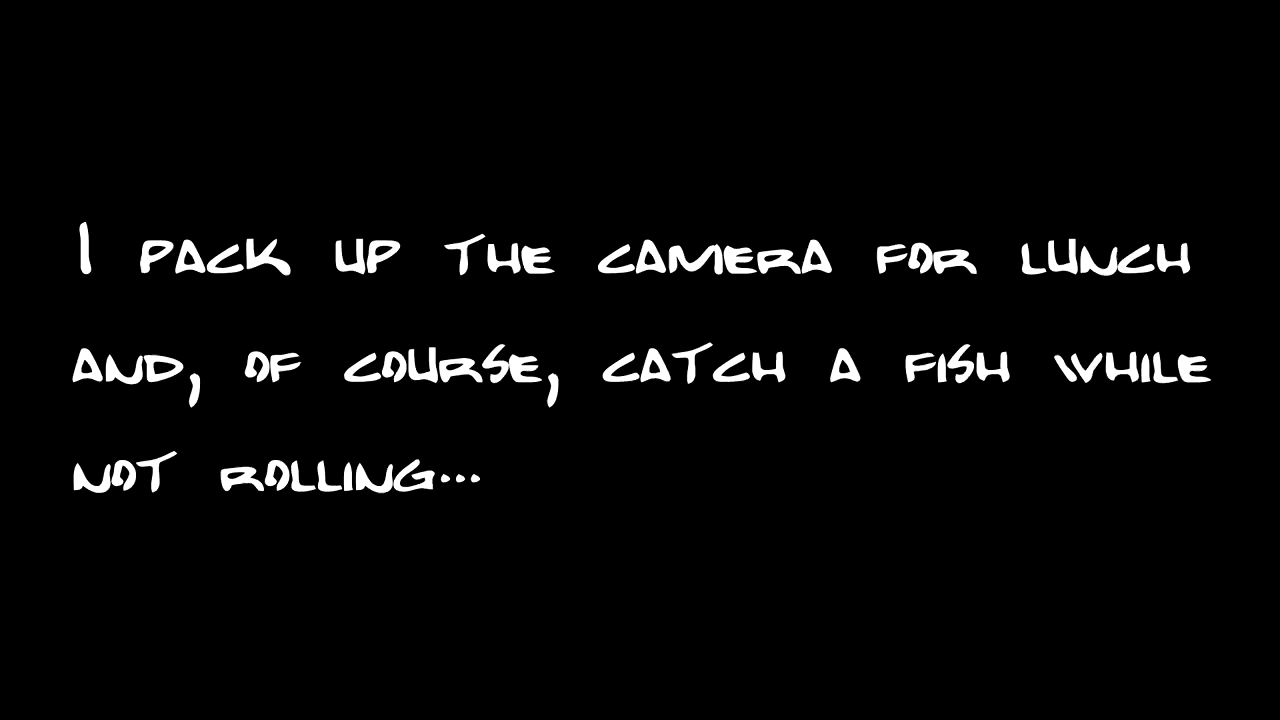 I pack up the camera for lunch
and, of course, catch a fish while
not rolling...